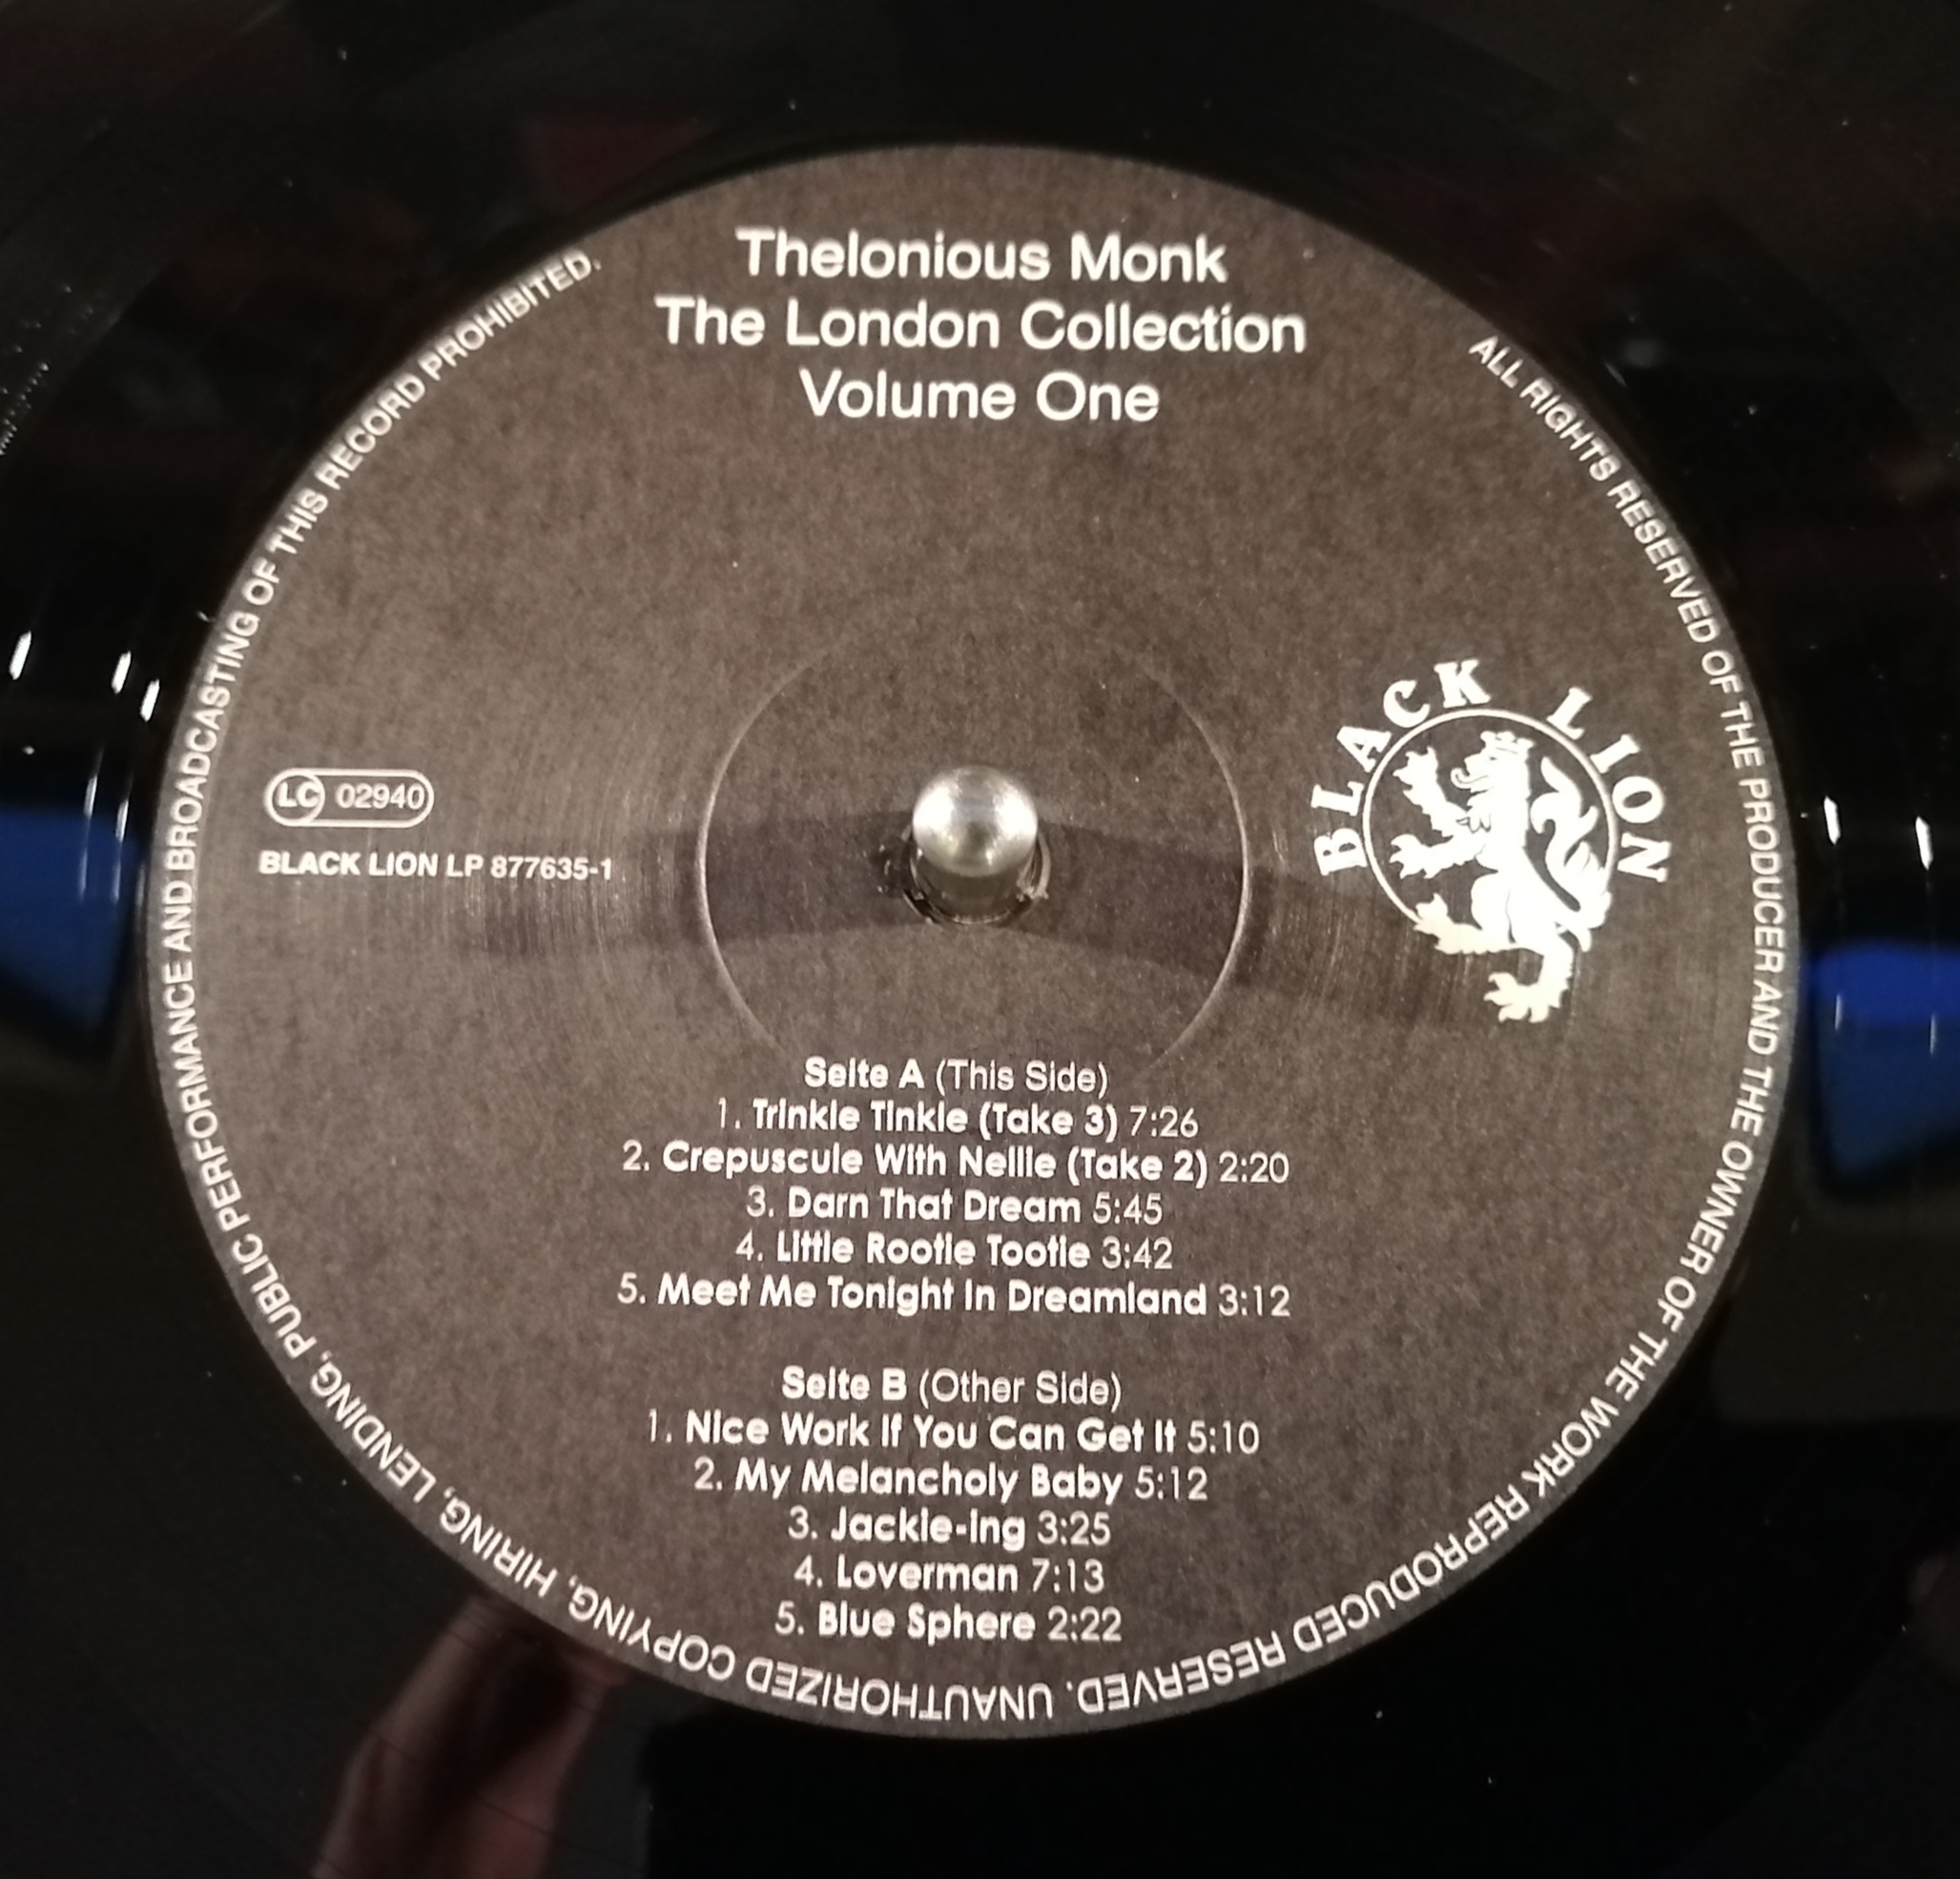 Thelonious Monk
The London Collection
Volume One
ALL RIGHTS RESERVED OF THE PRODUCER AND THE OWNER OF THE WORK REPRODUCED RESERVED. UNAUTHORIZED COPYING, HIRING, LENDING, PUBLIC PERFORMANCE AND BROADCASTING OF THIS RECORD PROHIBITED.
BLACK LION
LC 02940
BLACK LION LP 877635-1
Seite A (This Side)
1. Trinkle Tinkle (Take 3) 7:26
2. Crepuscule With Nellie (Take 2) 2:20
3. Darn That Dream 5:45
4. Little Rootie Tootie 3:42
5. Meet Me Tonight In Dreamland 3:12
Seite B (Other Side)
1. Nice Work If You Can Get It 5:10
2. My Melancholy Baby 5:12
3. Jackie-ing 3:25
4. Loverman 7:13
5. Blue Sphere 2:22